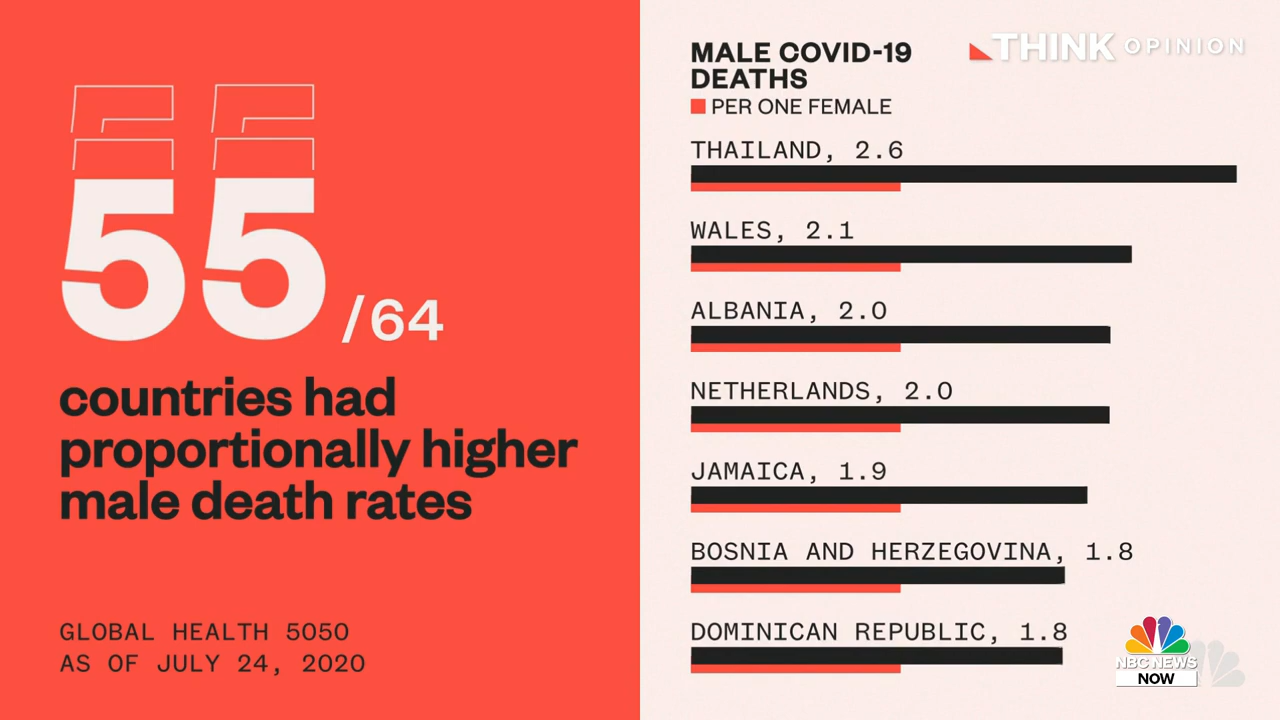 55/64
countries had
proportionally higher
male death rates
GLOBAL HEALTH 5050
AS OF JULY 24, 2020
THINK OPINION
MALE COVID-19
DEATHS
PER ONE FEMALE
THAILAND, 2.6
WALES, 2.1
ALBANIA, 2.0
NETHERLANDS, 2.0
JAMAICA, 1.9
BOSNIA AND HERZEGOVINA, 1.8
DOMINICAN REPUBLIC, 1.8
NBC NEWS
NOW